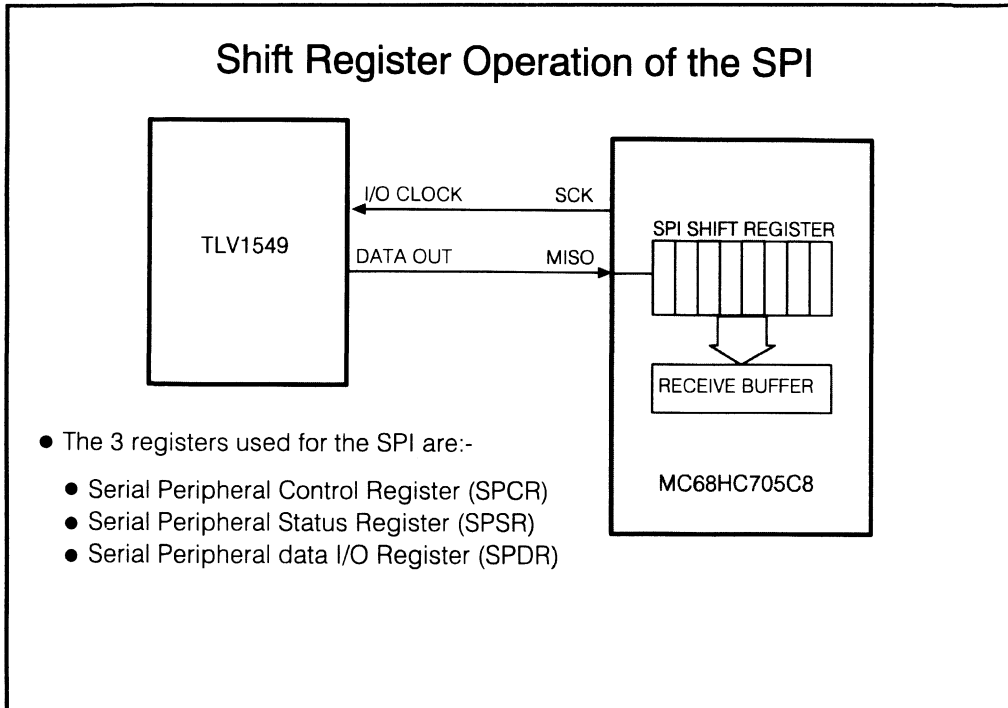 Shift Register Operation of the SPI
I/O CLOCK
SCK
TLV1549
DATA OUT
MISO
SPI SHIFT REGISTER
RECEIVE BUFFER
MC68HC705C8
● The 3 registers used for the SPI are:-
● Serial Peripheral Control Register (SPCR)
● Serial Peripheral Status Register (SPSR)
● Serial Peripheral data I/O Register (SPDR)